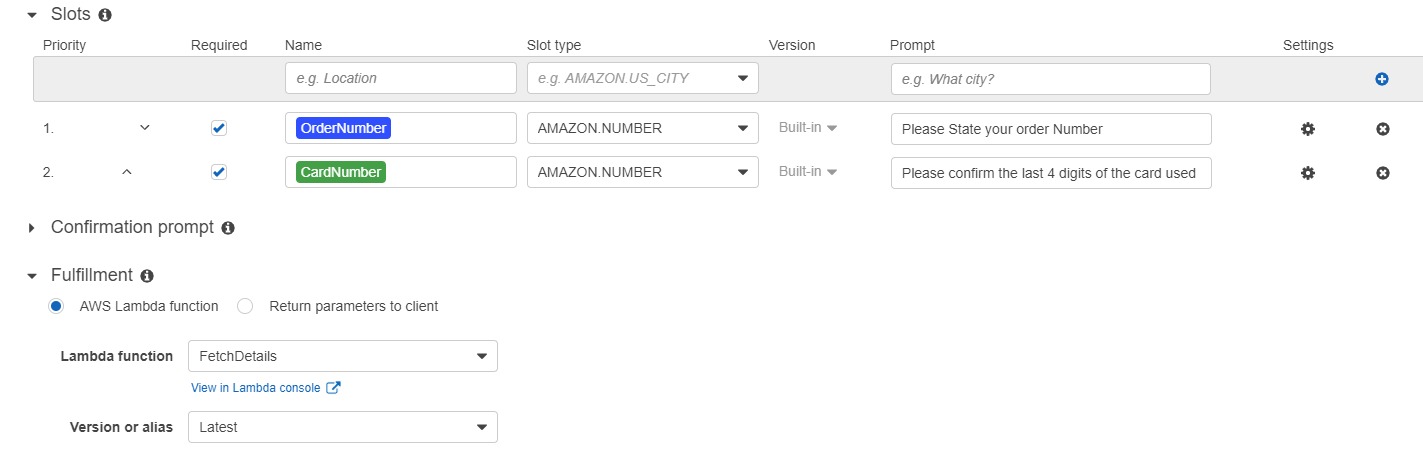 Slots
Priority Required Name Slot type Version Prompt Settings
e.g. Location e.g. AMAZON.US_CITY e.g. What city?
1. OrderNumber AMAZON.NUMBER Built-in Please State your order Number
2. CardNumber AMAZON.NUMBER Built-in Please confirm the last 4 digits of the card used
Confirmation prompt
Fulfillment
AWS Lambda function Return parameters to client
Lambda function FetchDetails
View in Lambda console
Version or alias Latest